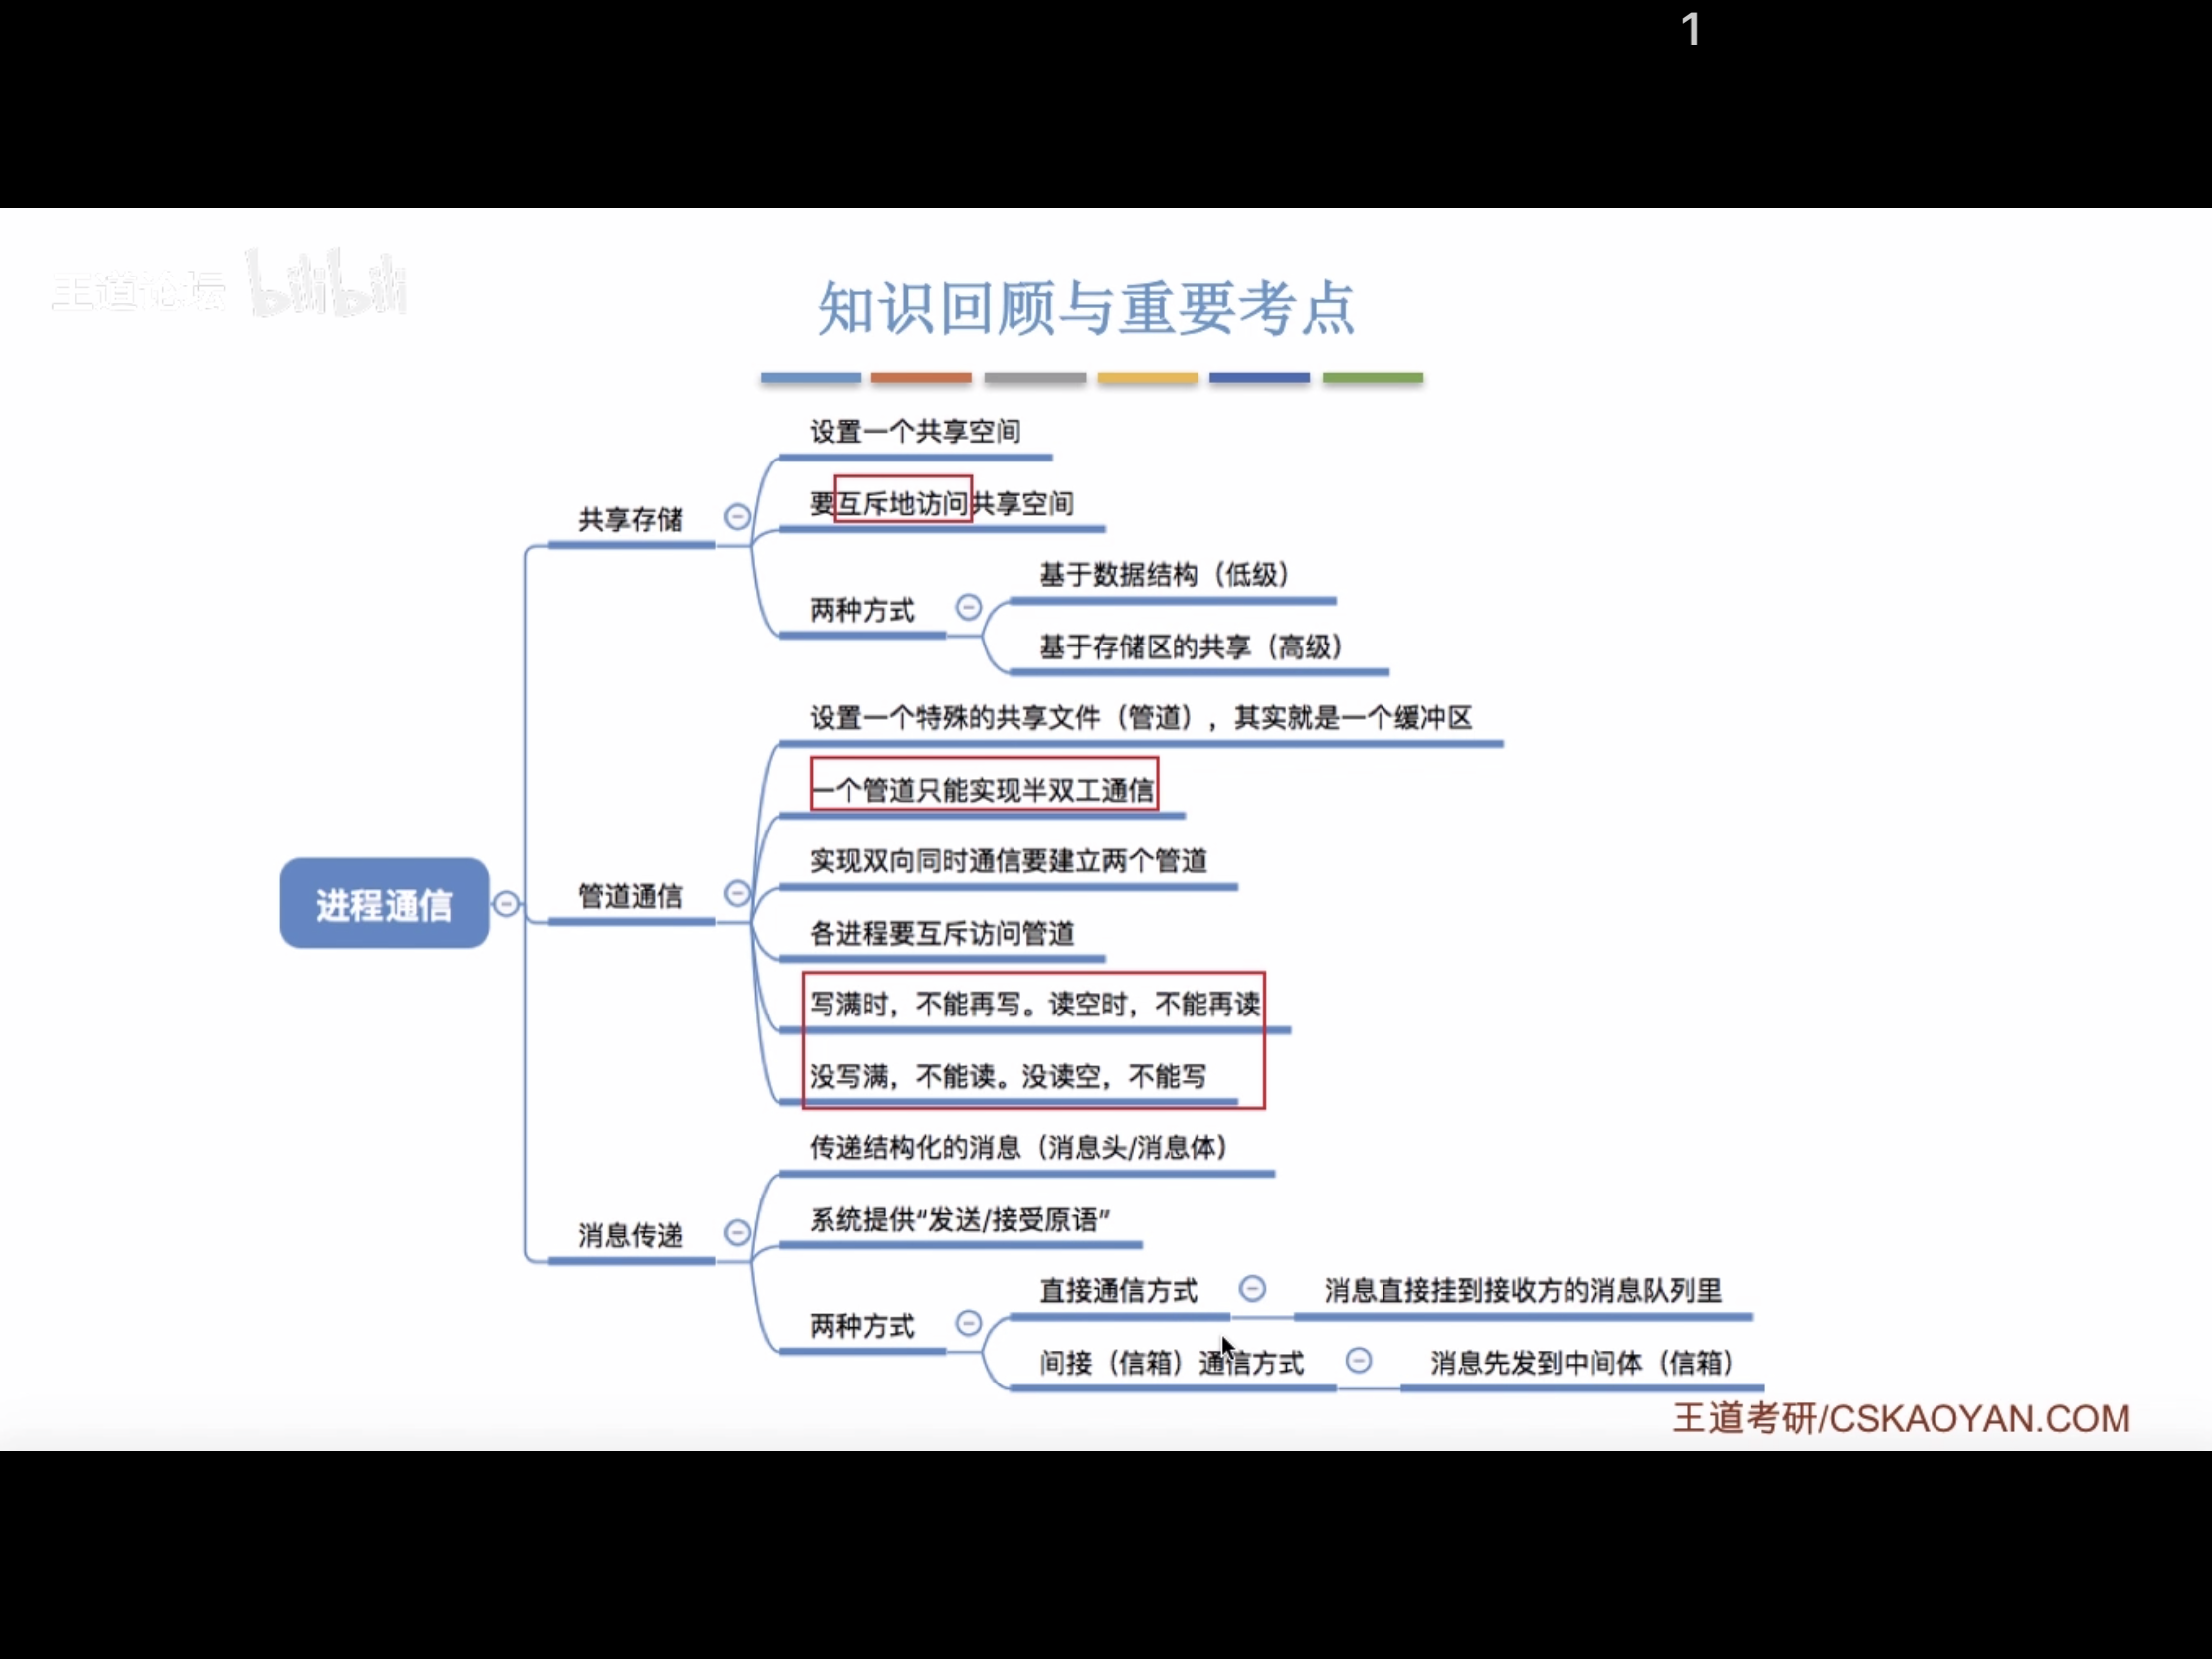 1
王道论坛 bilibili
知识回顾与重要考点
设置一个共享空间
要互斥地访问共享空间
共享存储
基于数据结构（低级）
两种方式
基于存储区的共享（高级）
设置一个特殊的共享文件（管道），其实就是一个缓冲区
一个管道只能实现半双工通信
实现双向同时通信要建立两个管道
进程通信
管道通信
各进程要互斥访问管道
写满时，不能再写。读空时，不能再读
没写满，不能读。没读空，不能写
传递结构化的消息（消息头/消息体）
系统提供“发送/接受原语”
消息传递
直接通信方式
消息直接挂到接收方的消息队列里
两种方式
间接（信箱）通信方式
消息先发到中间体（信箱）
王道考研/CSKAOYAN.COM